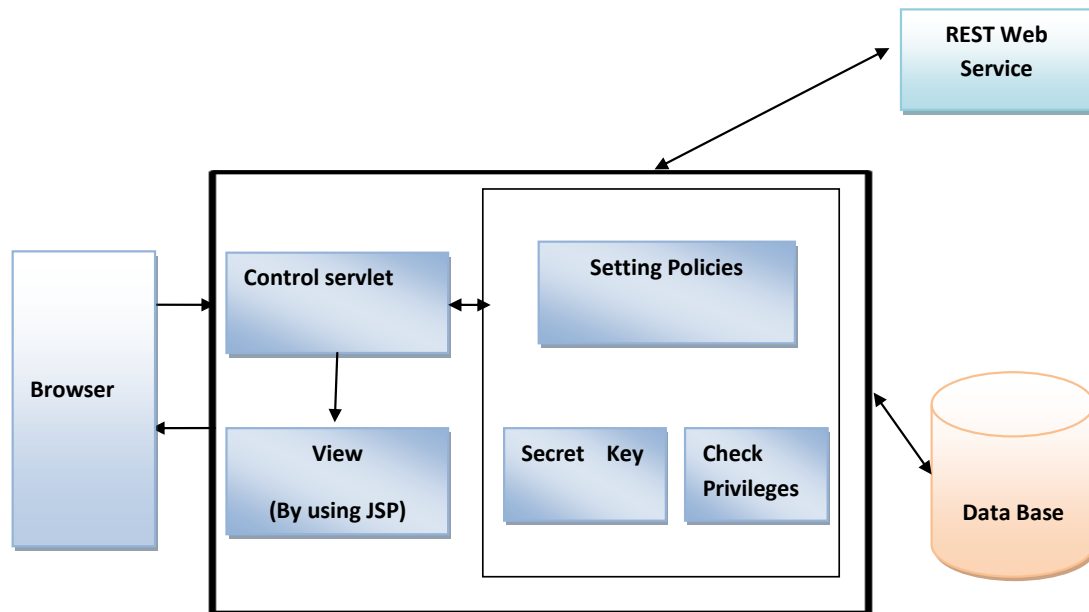 REST Web
Service
Control servlet
Setting Policies
Browser
View
(By using JSP)
Secret Key
Check
Privileges
Data Base